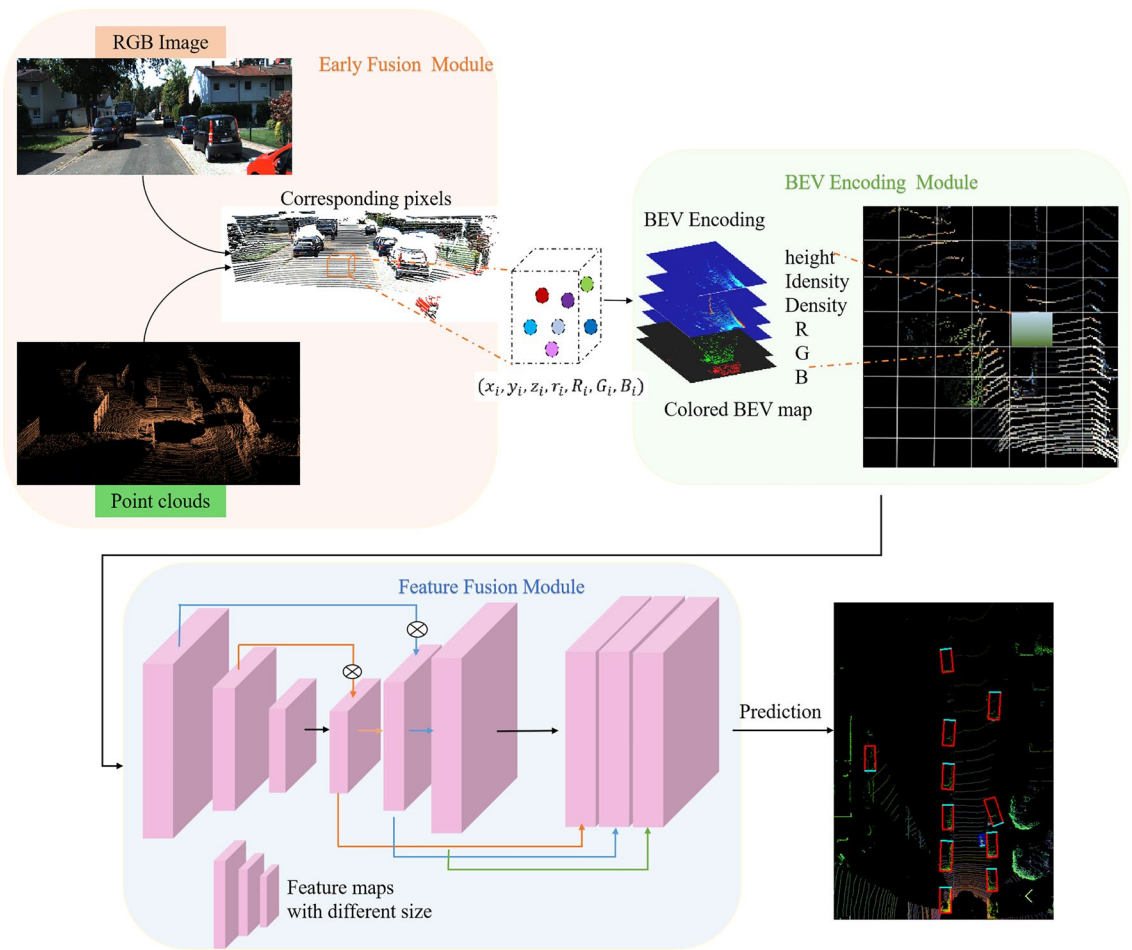 RGB Image
Early Fusion Module
Corresponding pixels
Point clouds
(x_i, y_i, z_i, r_i, R_i, G_i, B_i)
BEV Encoding Module
BEV Encoding
height
Idensity
Density
R
G
B
Colored BEV map
Feature Fusion Module
Feature maps
with different size
Prediction